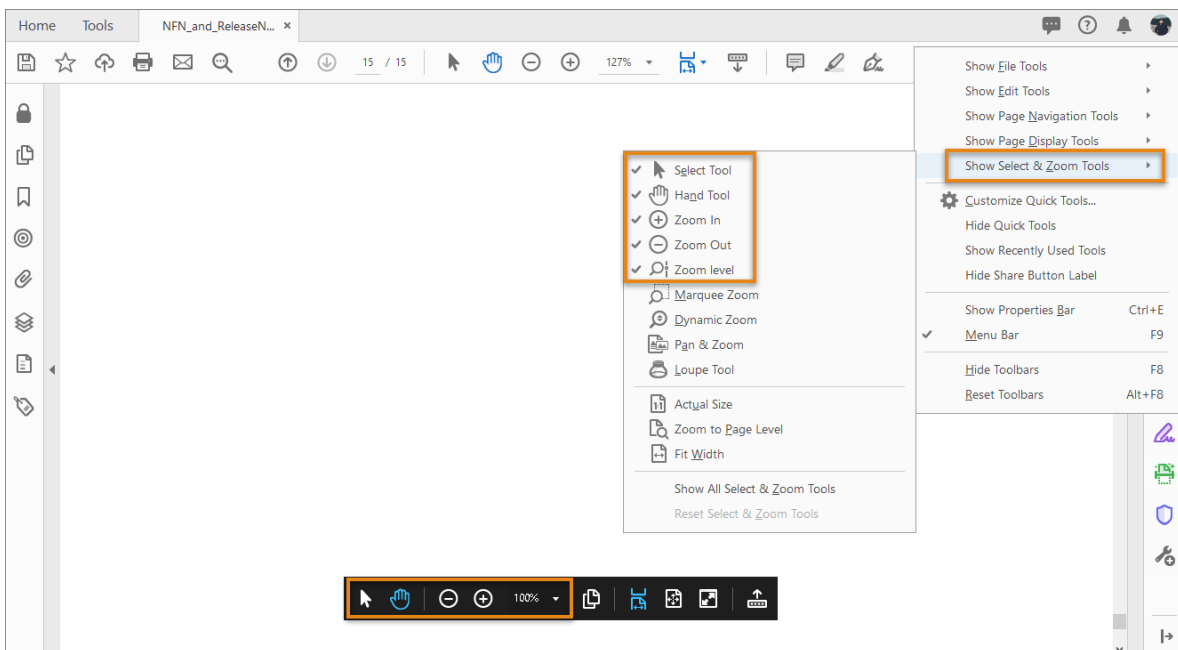 Home Tools NFN_and_ReleaseN... ×
15 / 15 127%
Show File Tools
Show Edit Tools
Show Page Navigation Tools
Show Page Display Tools
Show Select & Zoom Tools
Customize Quick Tools...
Hide Quick Tools
Show Recently Used Tools
Hide Share Button Label
Show Properties Bar Ctrl+E
Menu Bar F9
Hide Toolbars F8
Reset Toolbars Alt+F8
Select Tool
Hand Tool
Zoom In
Zoom Out
Zoom level
Marquee Zoom
Dynamic Zoom
Pan & Zoom
Loupe Tool
Actual Size
Zoom to Page Level
Fit Width
Show All Select & Zoom Tools
Reset Select & Zoom Tools
100%